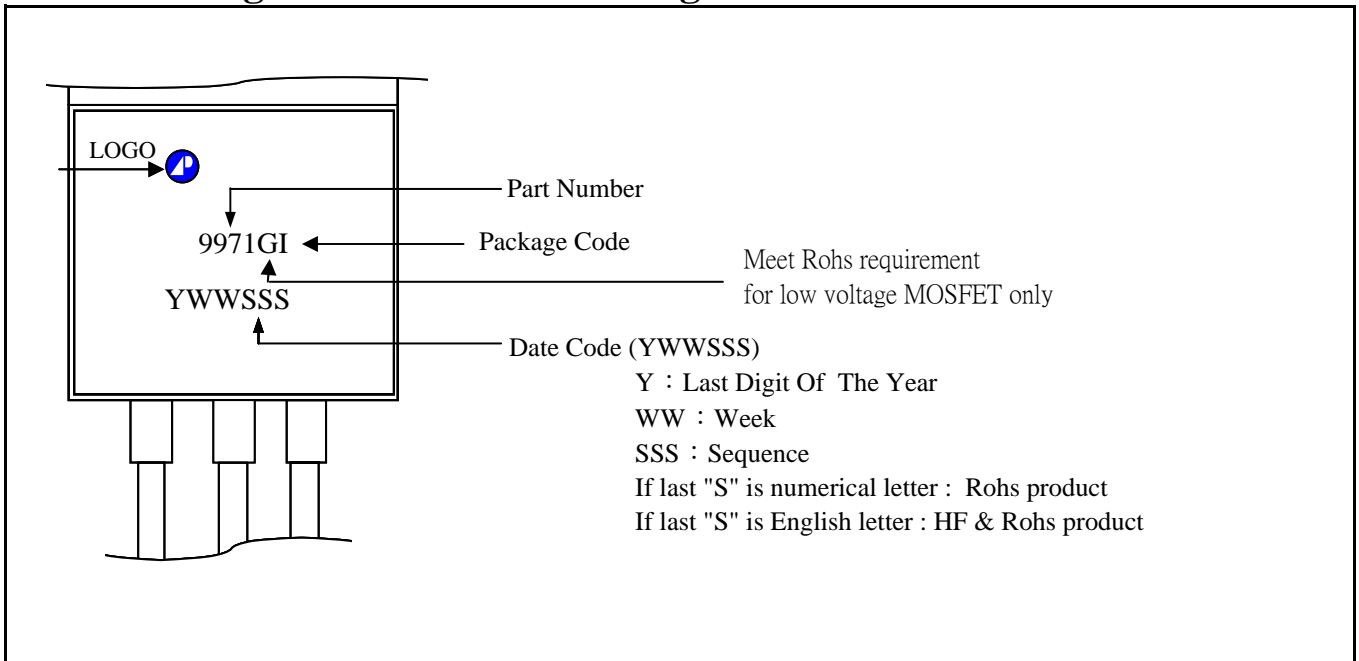 LOGO
Part Number
9971GI
Package Code
Meet Rohs requirement
for low voltage MOSFET only
YWWSSS
Date Code (YWWSSS)
Y：Last Digit Of The Year
WW：Week
SSS：Sequence
If last "S" is numerical letter : Rohs product
If last "S" is English letter : HF & Rohs product